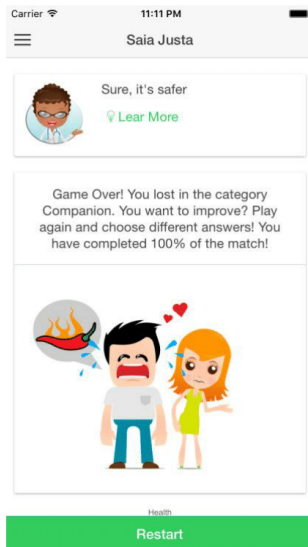 Carrier 11:11 PM
Saia Justa
Sure, it's safer
Lear More
Game Over! You lost in the category
Companion. You want to improve? Play
again and choose different answers! You
have completed 100% of the match!
Health
Restart